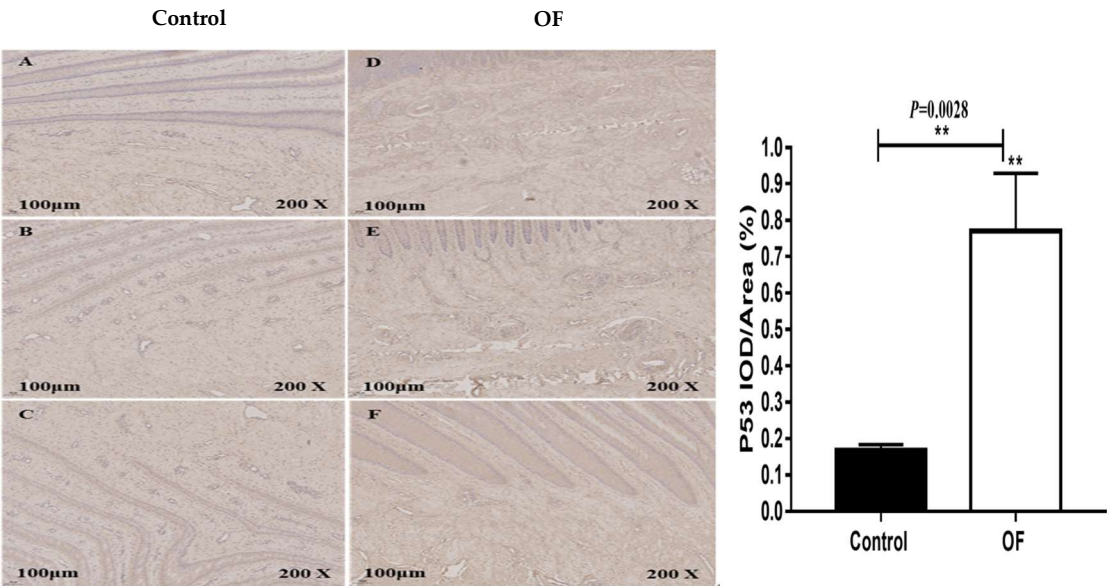 Control
OF
A
100µm
200 X
D
100µm
200 X
B
100µm
200 X
E
100µm
200 X
C
100µm
200 X
F
100µm
200 X
P=0.0028
**
**
P53 IOD/Area (%)
1.0
0.9
0.8
0.7
0.6
0.5
0.4
0.3
0.2
0.1
0.0
Control
OF